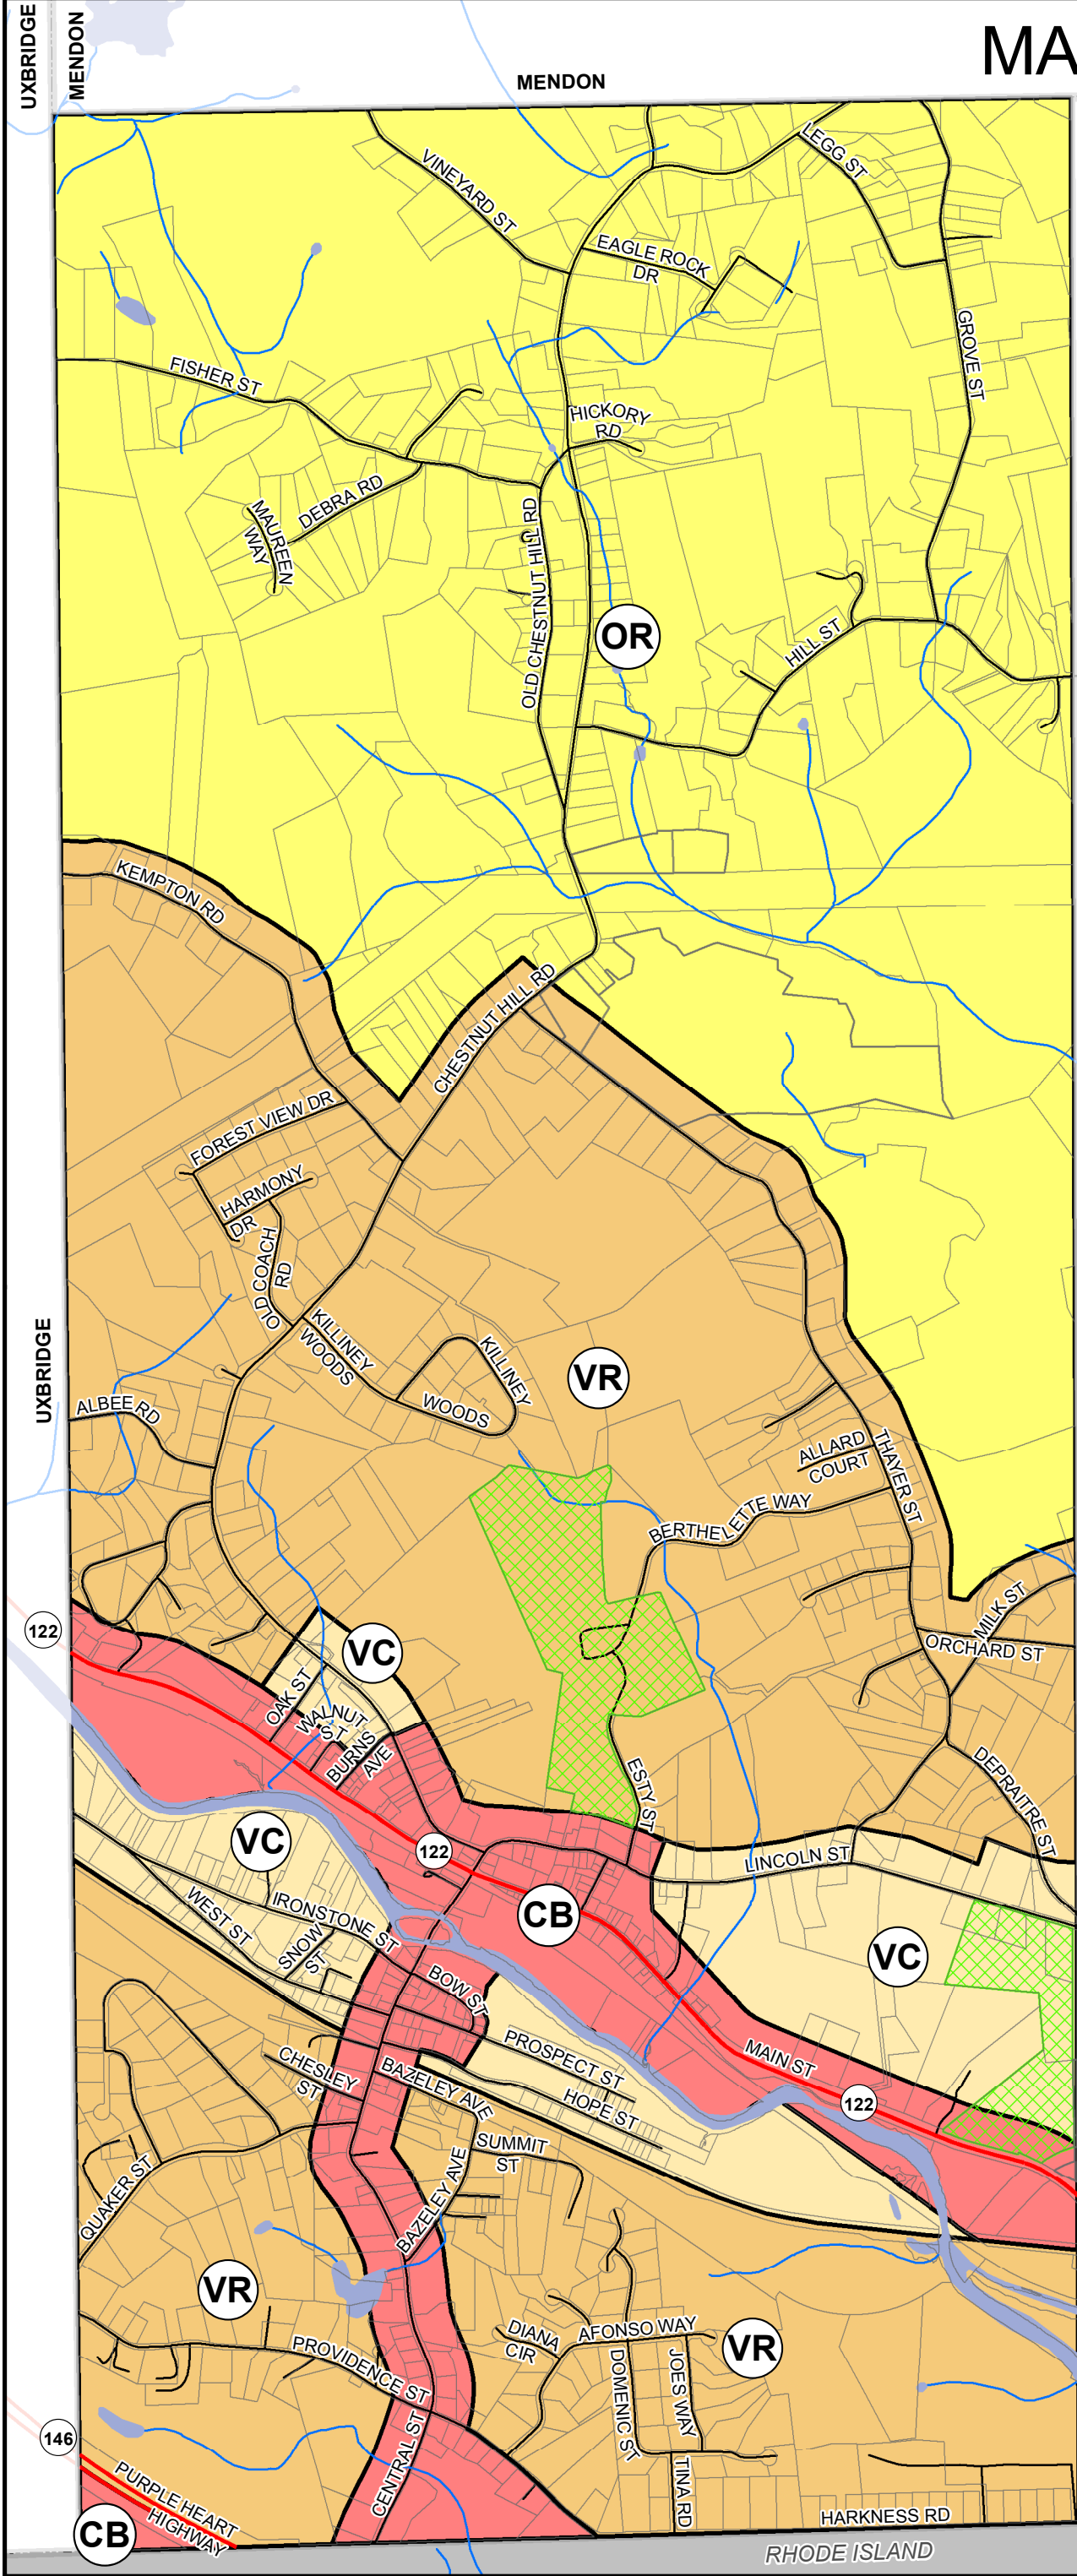 UXBRIDGE
MENDON
MENDON
MA
LEGG ST
VINEYARD ST
EAGLE ROCK
DR
GROVE ST
FISHER ST
HICKORY
RD
DEBRA RD
MAUREEN
WAY
OLD CHESTNUT HILL RD
OR
HILL ST
KEMPTON RD
CHESTNUT HILL RD
FOREST VIEW DR
HARMONY
DR
OLD COACH
RD
KILLINEY
WOODS
KILLINEY
WOODS
VR
UXBRIDGE
ALBEE RD
ALLARD
COURT
THAYER ST
BERTHELETTE WAY
MILK ST
ORCHARD ST
122
VC
OAK ST
WALNUT
ST
BURNS
AVE
ESTY ST
DEPRAITRE ST
VC
122
LINCOLN ST
CB
VC
WEST ST
IRONSTONE ST
SNOW
ST
BOW ST
PROSPECT ST
MAIN ST
CHESLEY
ST
BAZELEY AVE
HOPE ST
122
SUMMIT
ST
QUAKER ST
BAZELEY AVE
VR
DIANA
CIR
AFONSO WAY
VR
PROVIDENCE ST
DOMENIC ST
JOES WAY
146
CENTRAL ST
TINA RD
PURPLE HEART
HIGHWAY
CB
HARKNESS RD
RHODE ISLAND